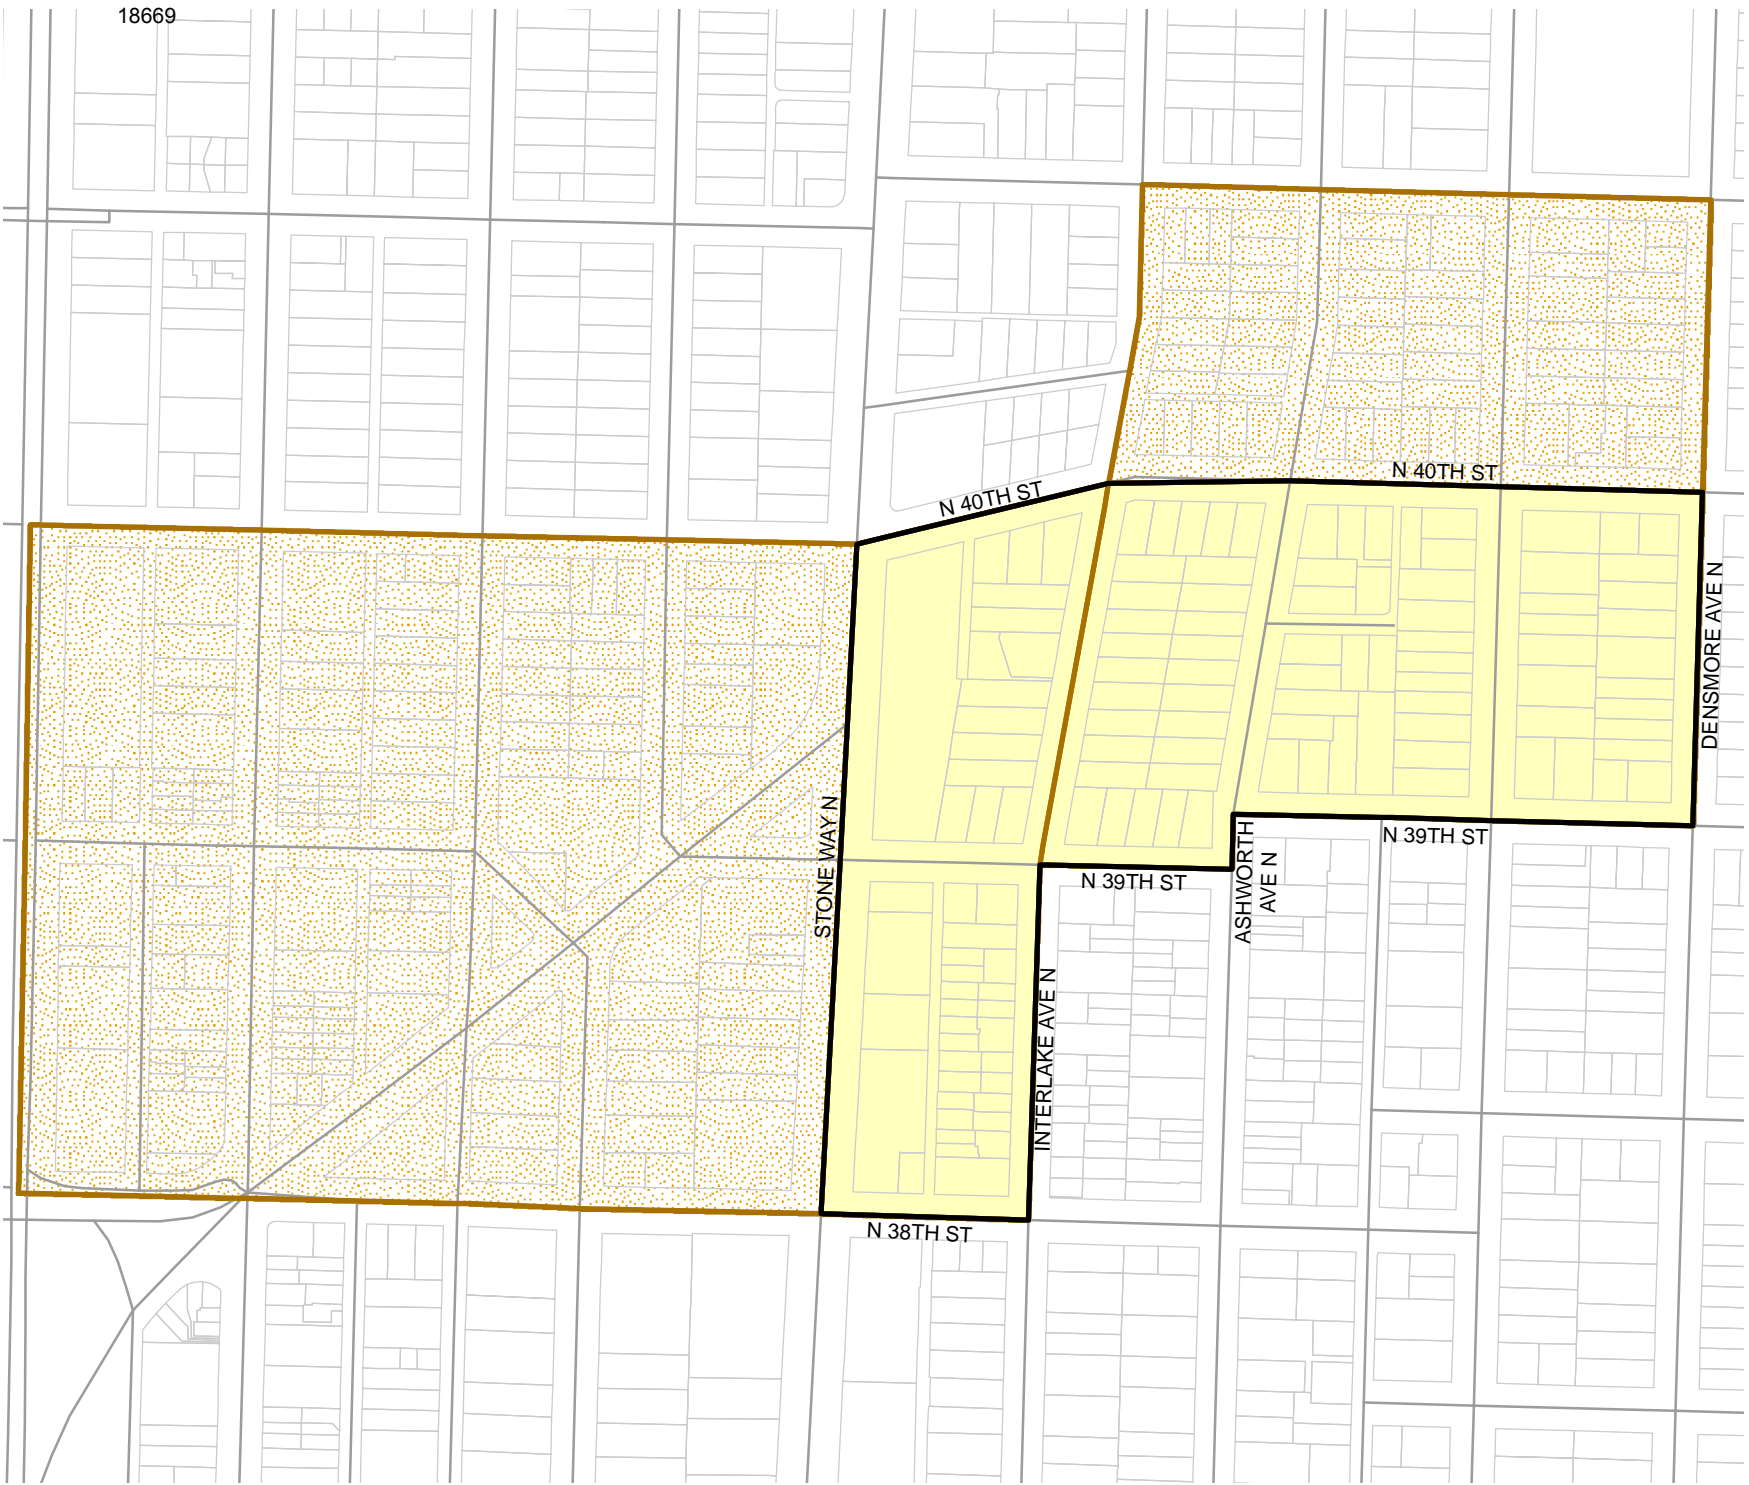 18669
N 40TH ST
N 40TH ST
DENSMORE AVE N
STONE WAY N
ASHWORTH
AVE N
N 39TH ST
N 39TH ST
INTERLAKE AVE N
N 38TH ST